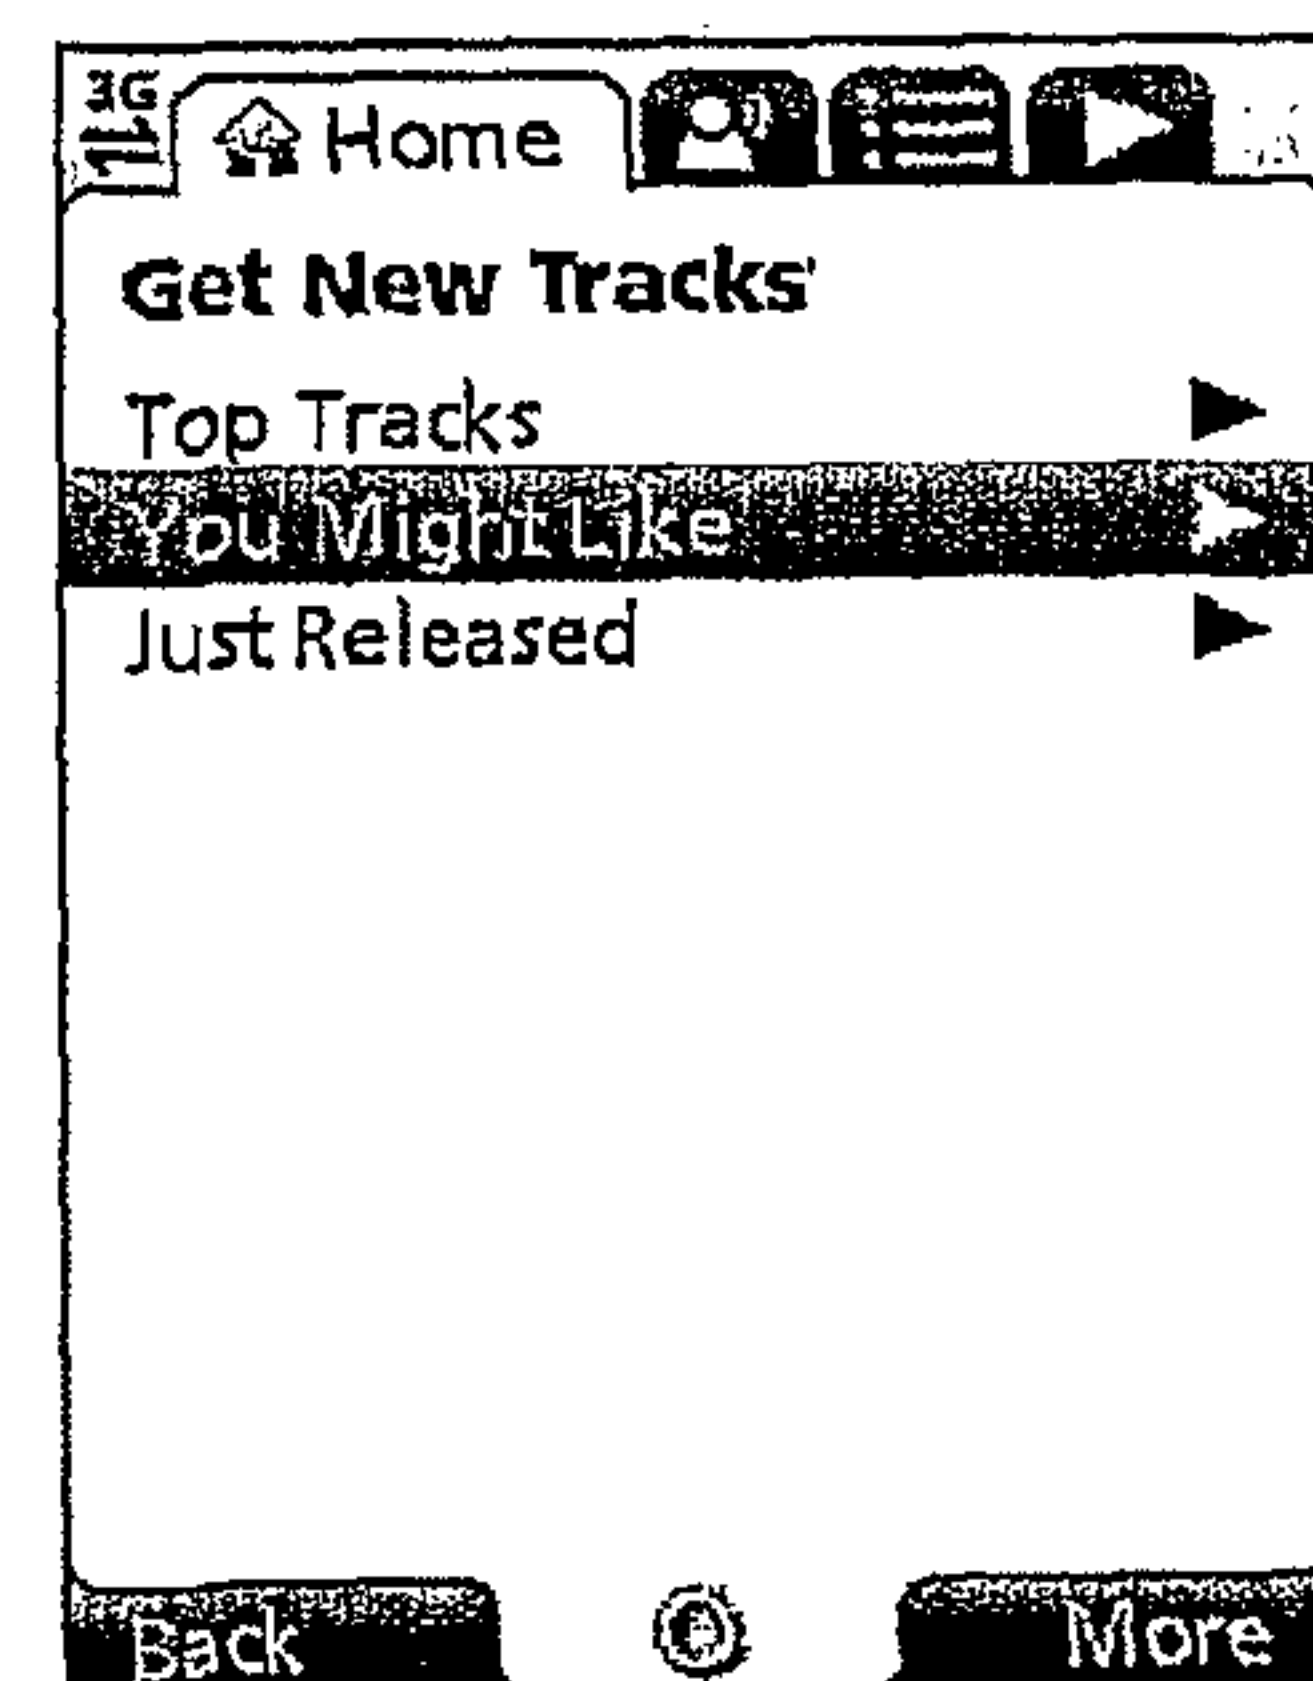 3G
Home
Get New Tracks
Top Tracks
You Might Like
Just Released
Back
More